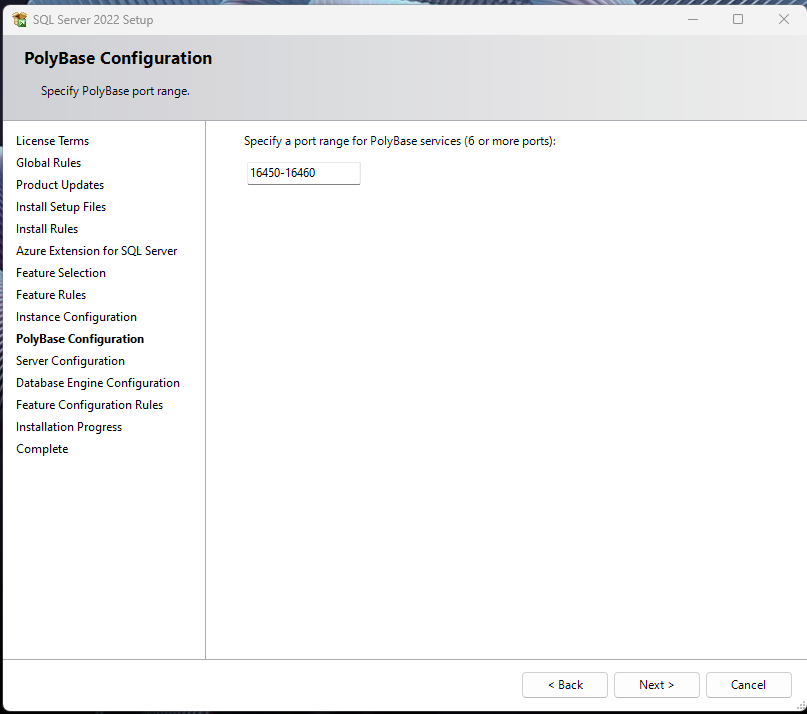 SQL Server 2022 Setup
PolyBase Configuration
Specify PolyBase port range.
License Terms
Global Rules
Product Updates
Install Setup Files
Install Rules
Azure Extension for SQL Server
Feature Selection
Feature Rules
Instance Configuration
PolyBase Configuration
Server Configuration
Database Engine Configuration
Feature Configuration Rules
Installation Progress
Complete
Specify a port range for PolyBase services (6 or more ports):
16450-16460
< Back
Next >
Cancel